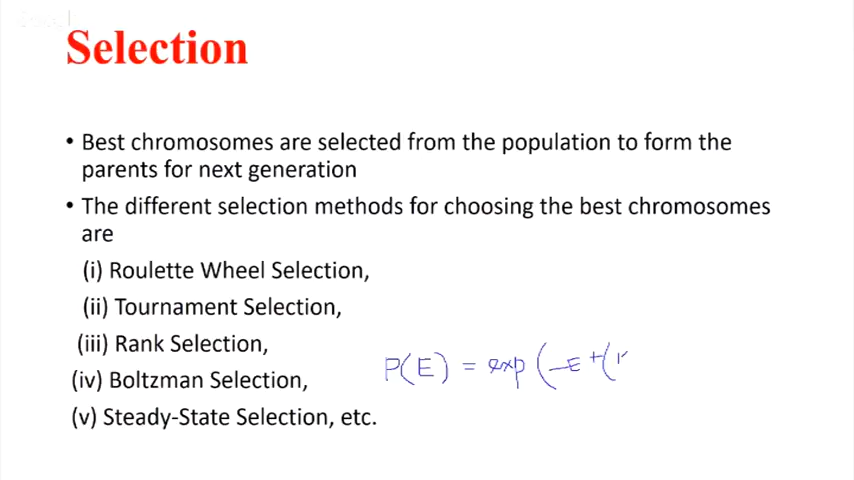 Selection
• Best chromosomes are selected from the population to form the
parents for next generation
• The different selection methods for choosing the best chromosomes
are
(i) Roulette Wheel Selection,
(ii) Tournament Selection,
(iii) Rank Selection,
(iv) Boltzman Selection,
(v) Steady-State Selection, etc.
P(E) = exp (-E +(